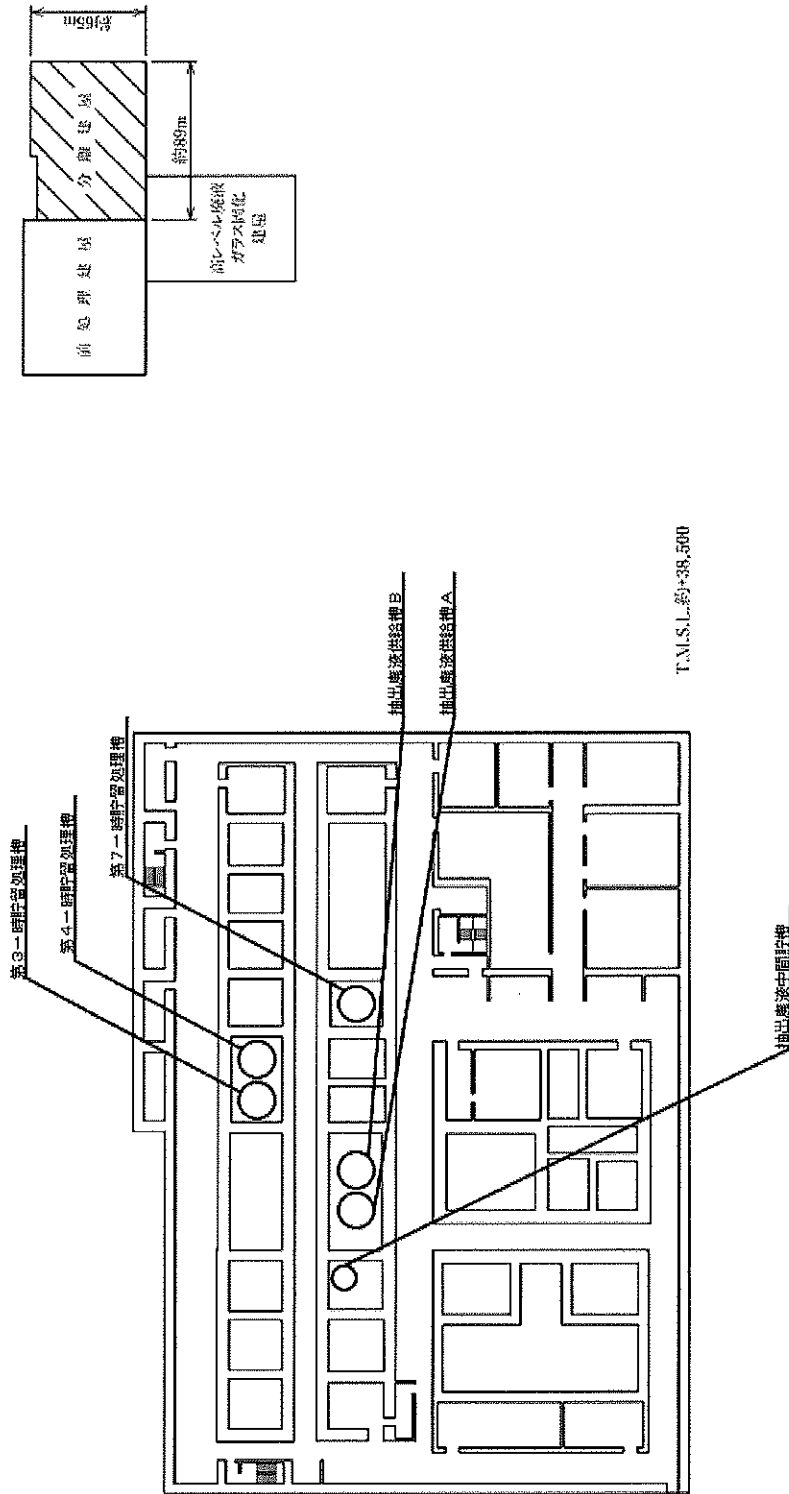 前処理建屋
分離建屋
約65m
約89m
高レベル廃液
ガラス固化
建屋
第3一時貯留処理槽
第4一時貯留処理槽
第7一時貯留処理槽
抽出廃液供給槽B
抽出廃液供給槽A
抽出廃液中間貯槽
T.M.S.L.約+38,500